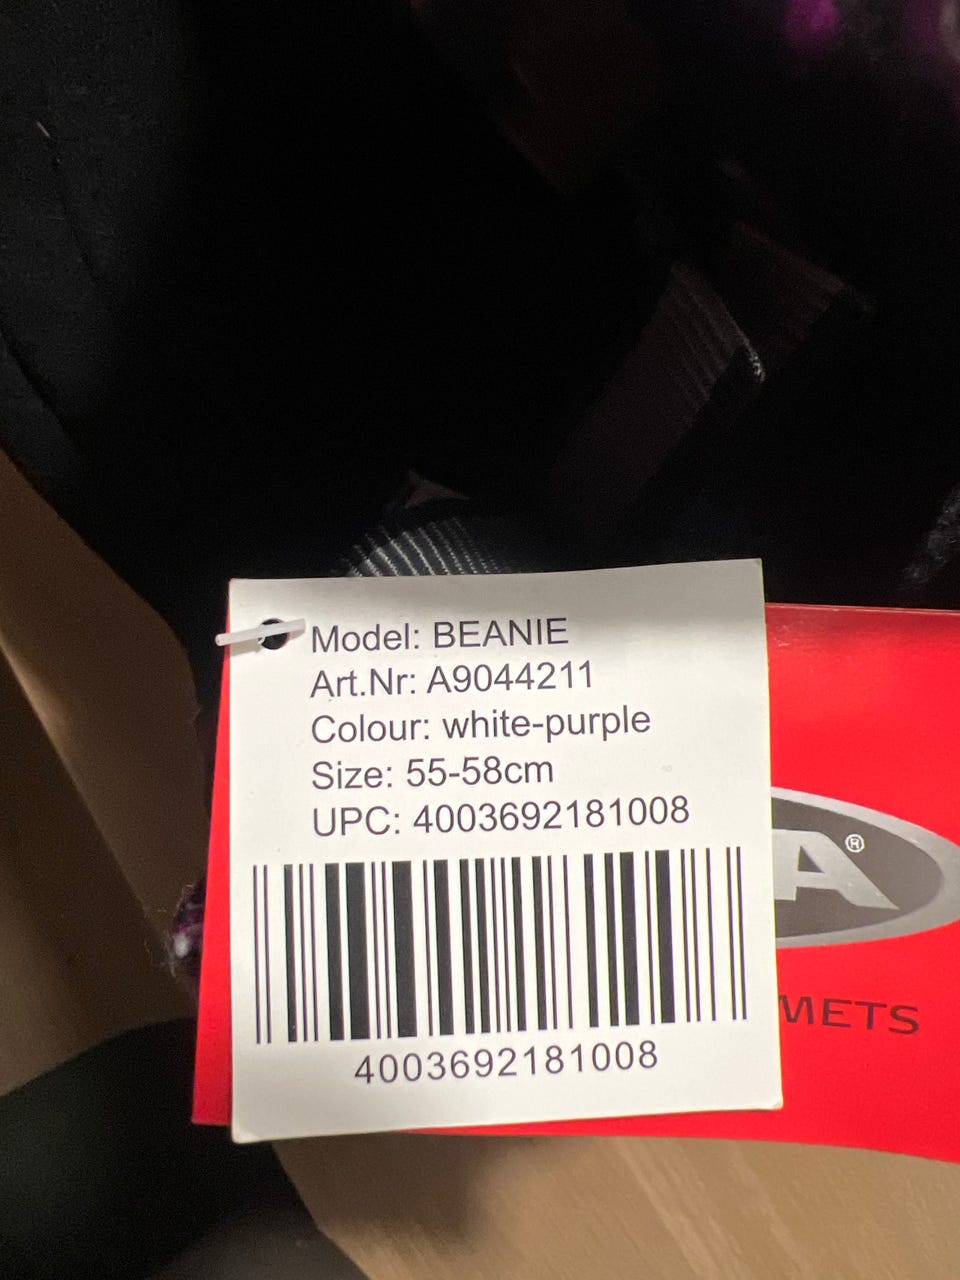 Model: BEANIE
Art.Nr: A9044211
Colour: white-purple
Size: 55-58cm
UPC: 4003692181008
4003692181008
A®
METS